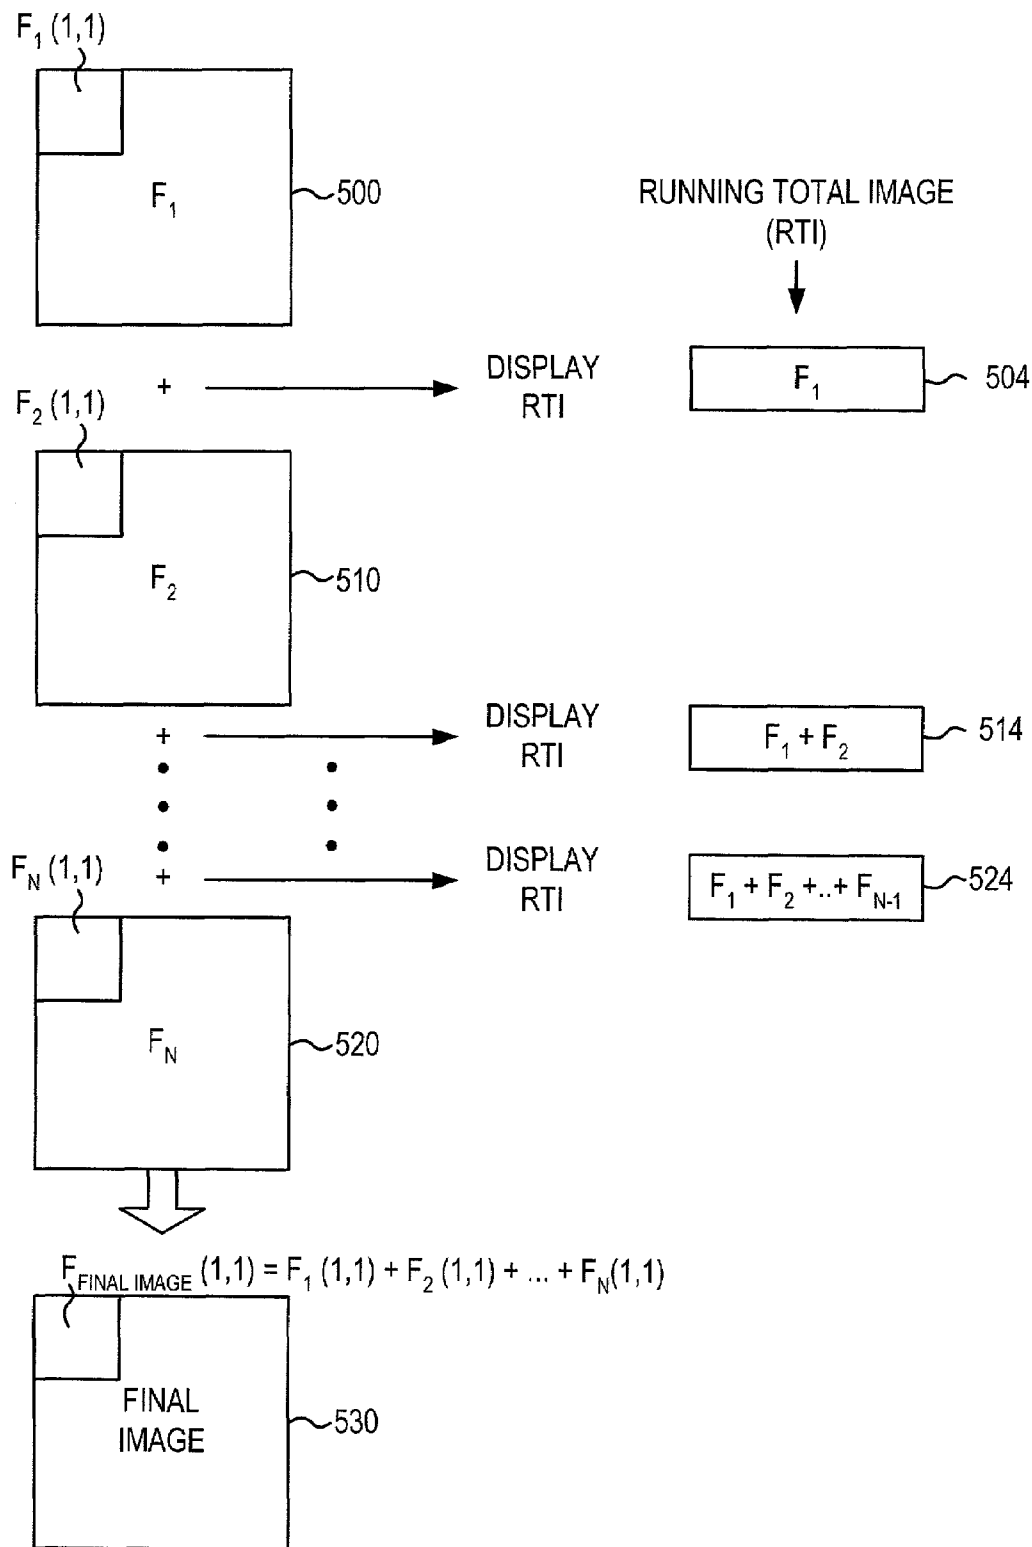 F₁ (1,1)
F₁
500
RUNNING TOTAL IMAGE
(RTI)
+
DISPLAY
RTI
F₁
504
F₂ (1,1)
F₂
510
+
DISPLAY
RTI
F₁ + F₂
514
+
DISPLAY
RTI
F₁ + F₂ +..+ F_N-1
524
F_N (1,1)
F_N
520
F_FINAL IMAGE (1,1) = F₁ (1,1) + F₂ (1,1) + ... + F_N(1,1)
FINAL
IMAGE
530